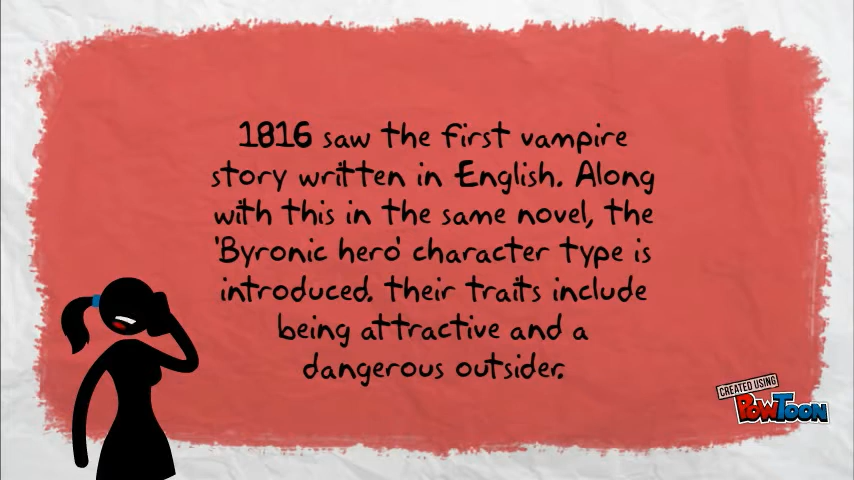 1816 saw the first vampire
story written in English. Along
with this in the same novel, the
'Byronic hero' character type is
introduced. their traits include
being attractive and a
dangerous outsider.
CREATED USING
POWTOON